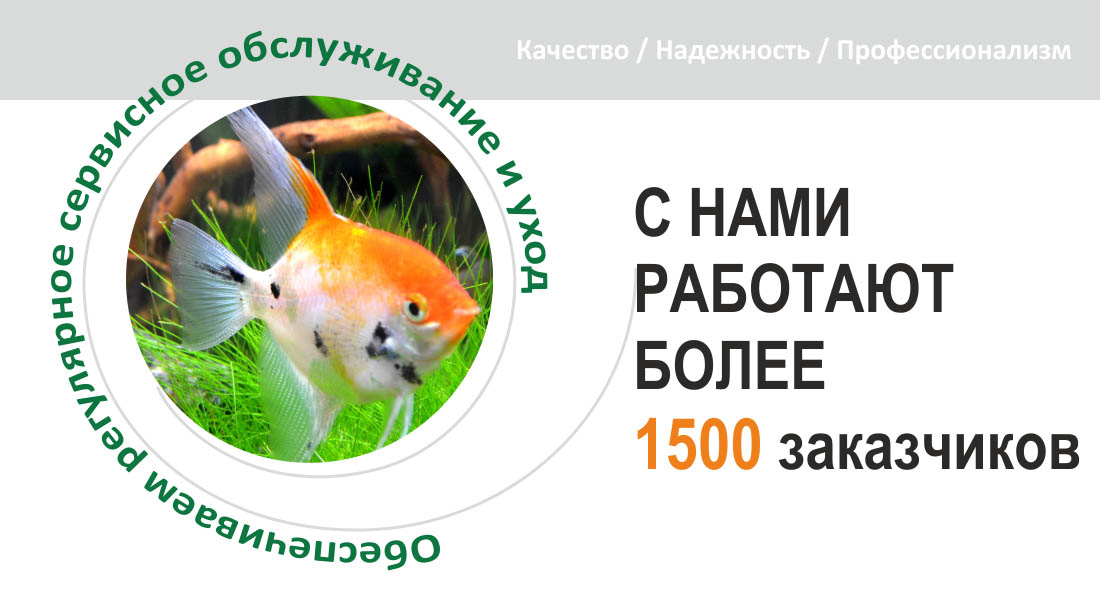 Качество / Надежность / Профессионализм
Обеспечиваем регулярное сервисное обслуживание и уход
С НАМИ
РАБОТАЮТ
БОЛЕЕ
1500 заказчиков